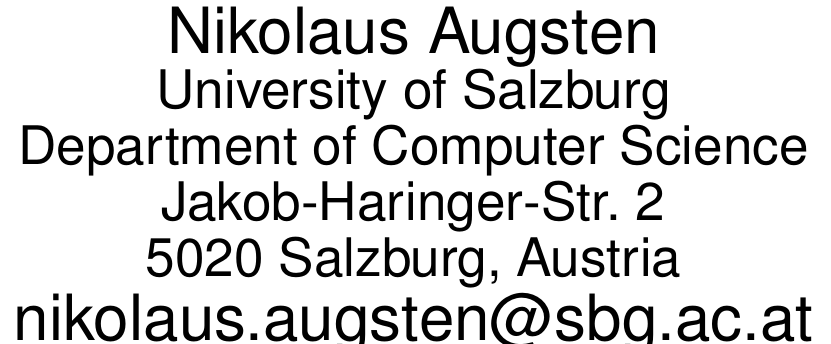 Nikolaus Augsten
University of Salzburg
Department of Computer Science
Jakob-Haringer-Str. 2
5020 Salzburg, Austria
nikolaus.augsten@sbg.ac.at